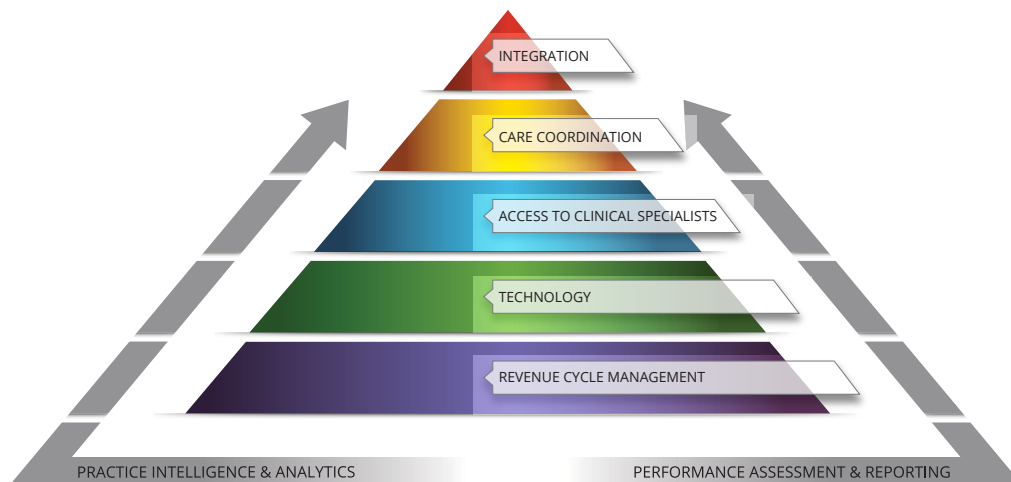 INTEGRATION
CARE COORDINATION
ACCESS TO CLINICAL SPECIALISTS
TECHNOLOGY
REVENUE CYCLE MANAGEMENT
PRACTICE INTELLIGENCE & ANALYTICS
PERFORMANCE ASSESSMENT & REPORTING